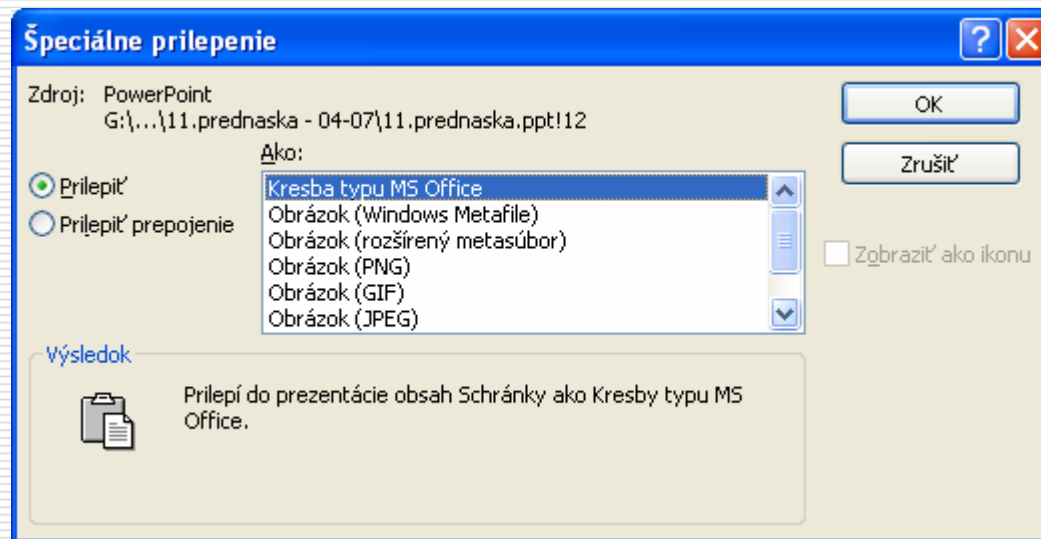 Špeciálne prilepenie
Zdroj: PowerPoint
G:\...\11.prednaska - 04-07\11.prednaska.ppt!12
OK
Zrušiť
Ako:
Prilepiť
Prilepiť prepojenie
Kresba typu MS Office
Obrázok (Windows Metafile)
Obrázok (rozšírený metasúbor)
Obrázok (PNG)
Obrázok (GIF)
Obrázok (JPEG)
Zobraziť ako ikonu
Výsledok
Prilepí do prezentácie obsah Schránky ako Kresby typu MS
Office.